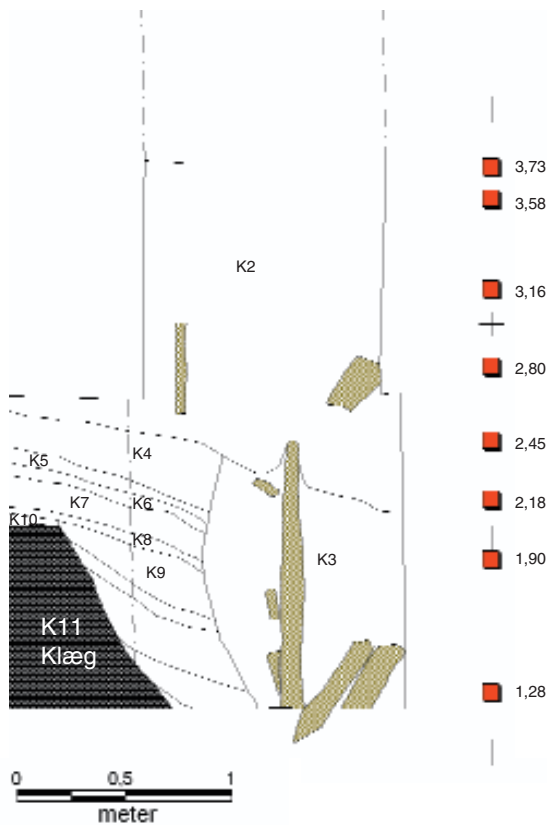 3,73
3,58
K2
3,16
2,80
K4
2,45
K5
K7
K6
2,18
K10
K8
K3
1,90
K9
K11
Klæg
1,28
0 0,5 1
meter